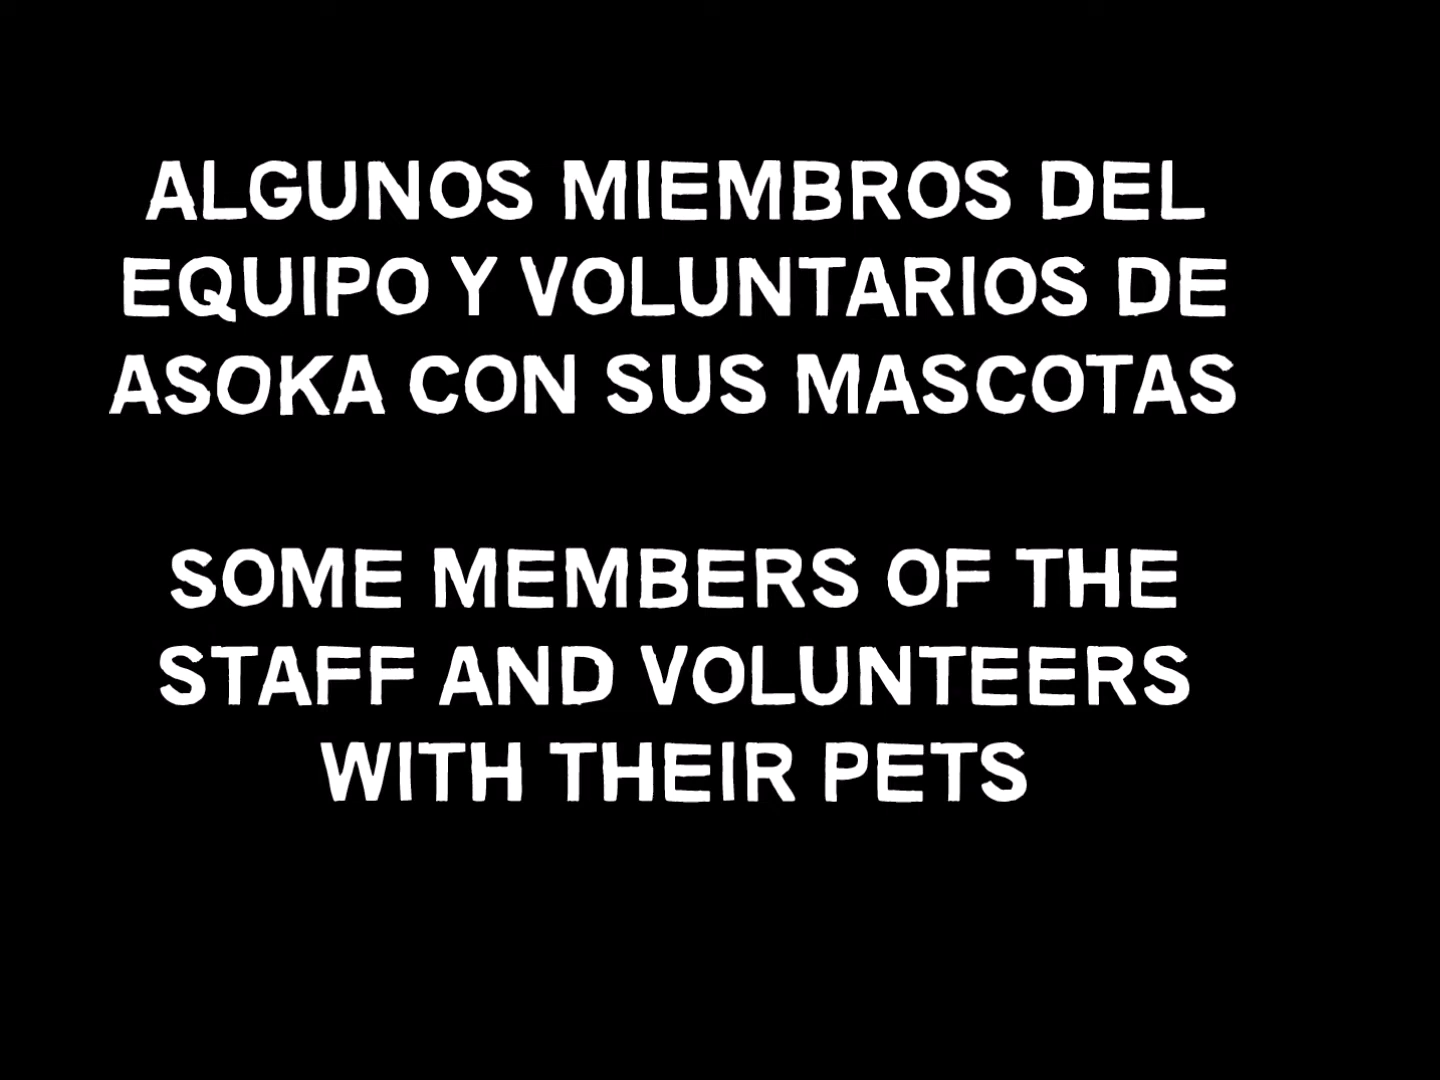 ALGUNOS MIEMBROS DEL
EQUIPO Y VOLUNTARIOS DE
ASOKA CON SUS MASCOTAS
SOME MEMBERS OF THE
STAFF AND VOLUNTEERS
WITH THEIR PETS